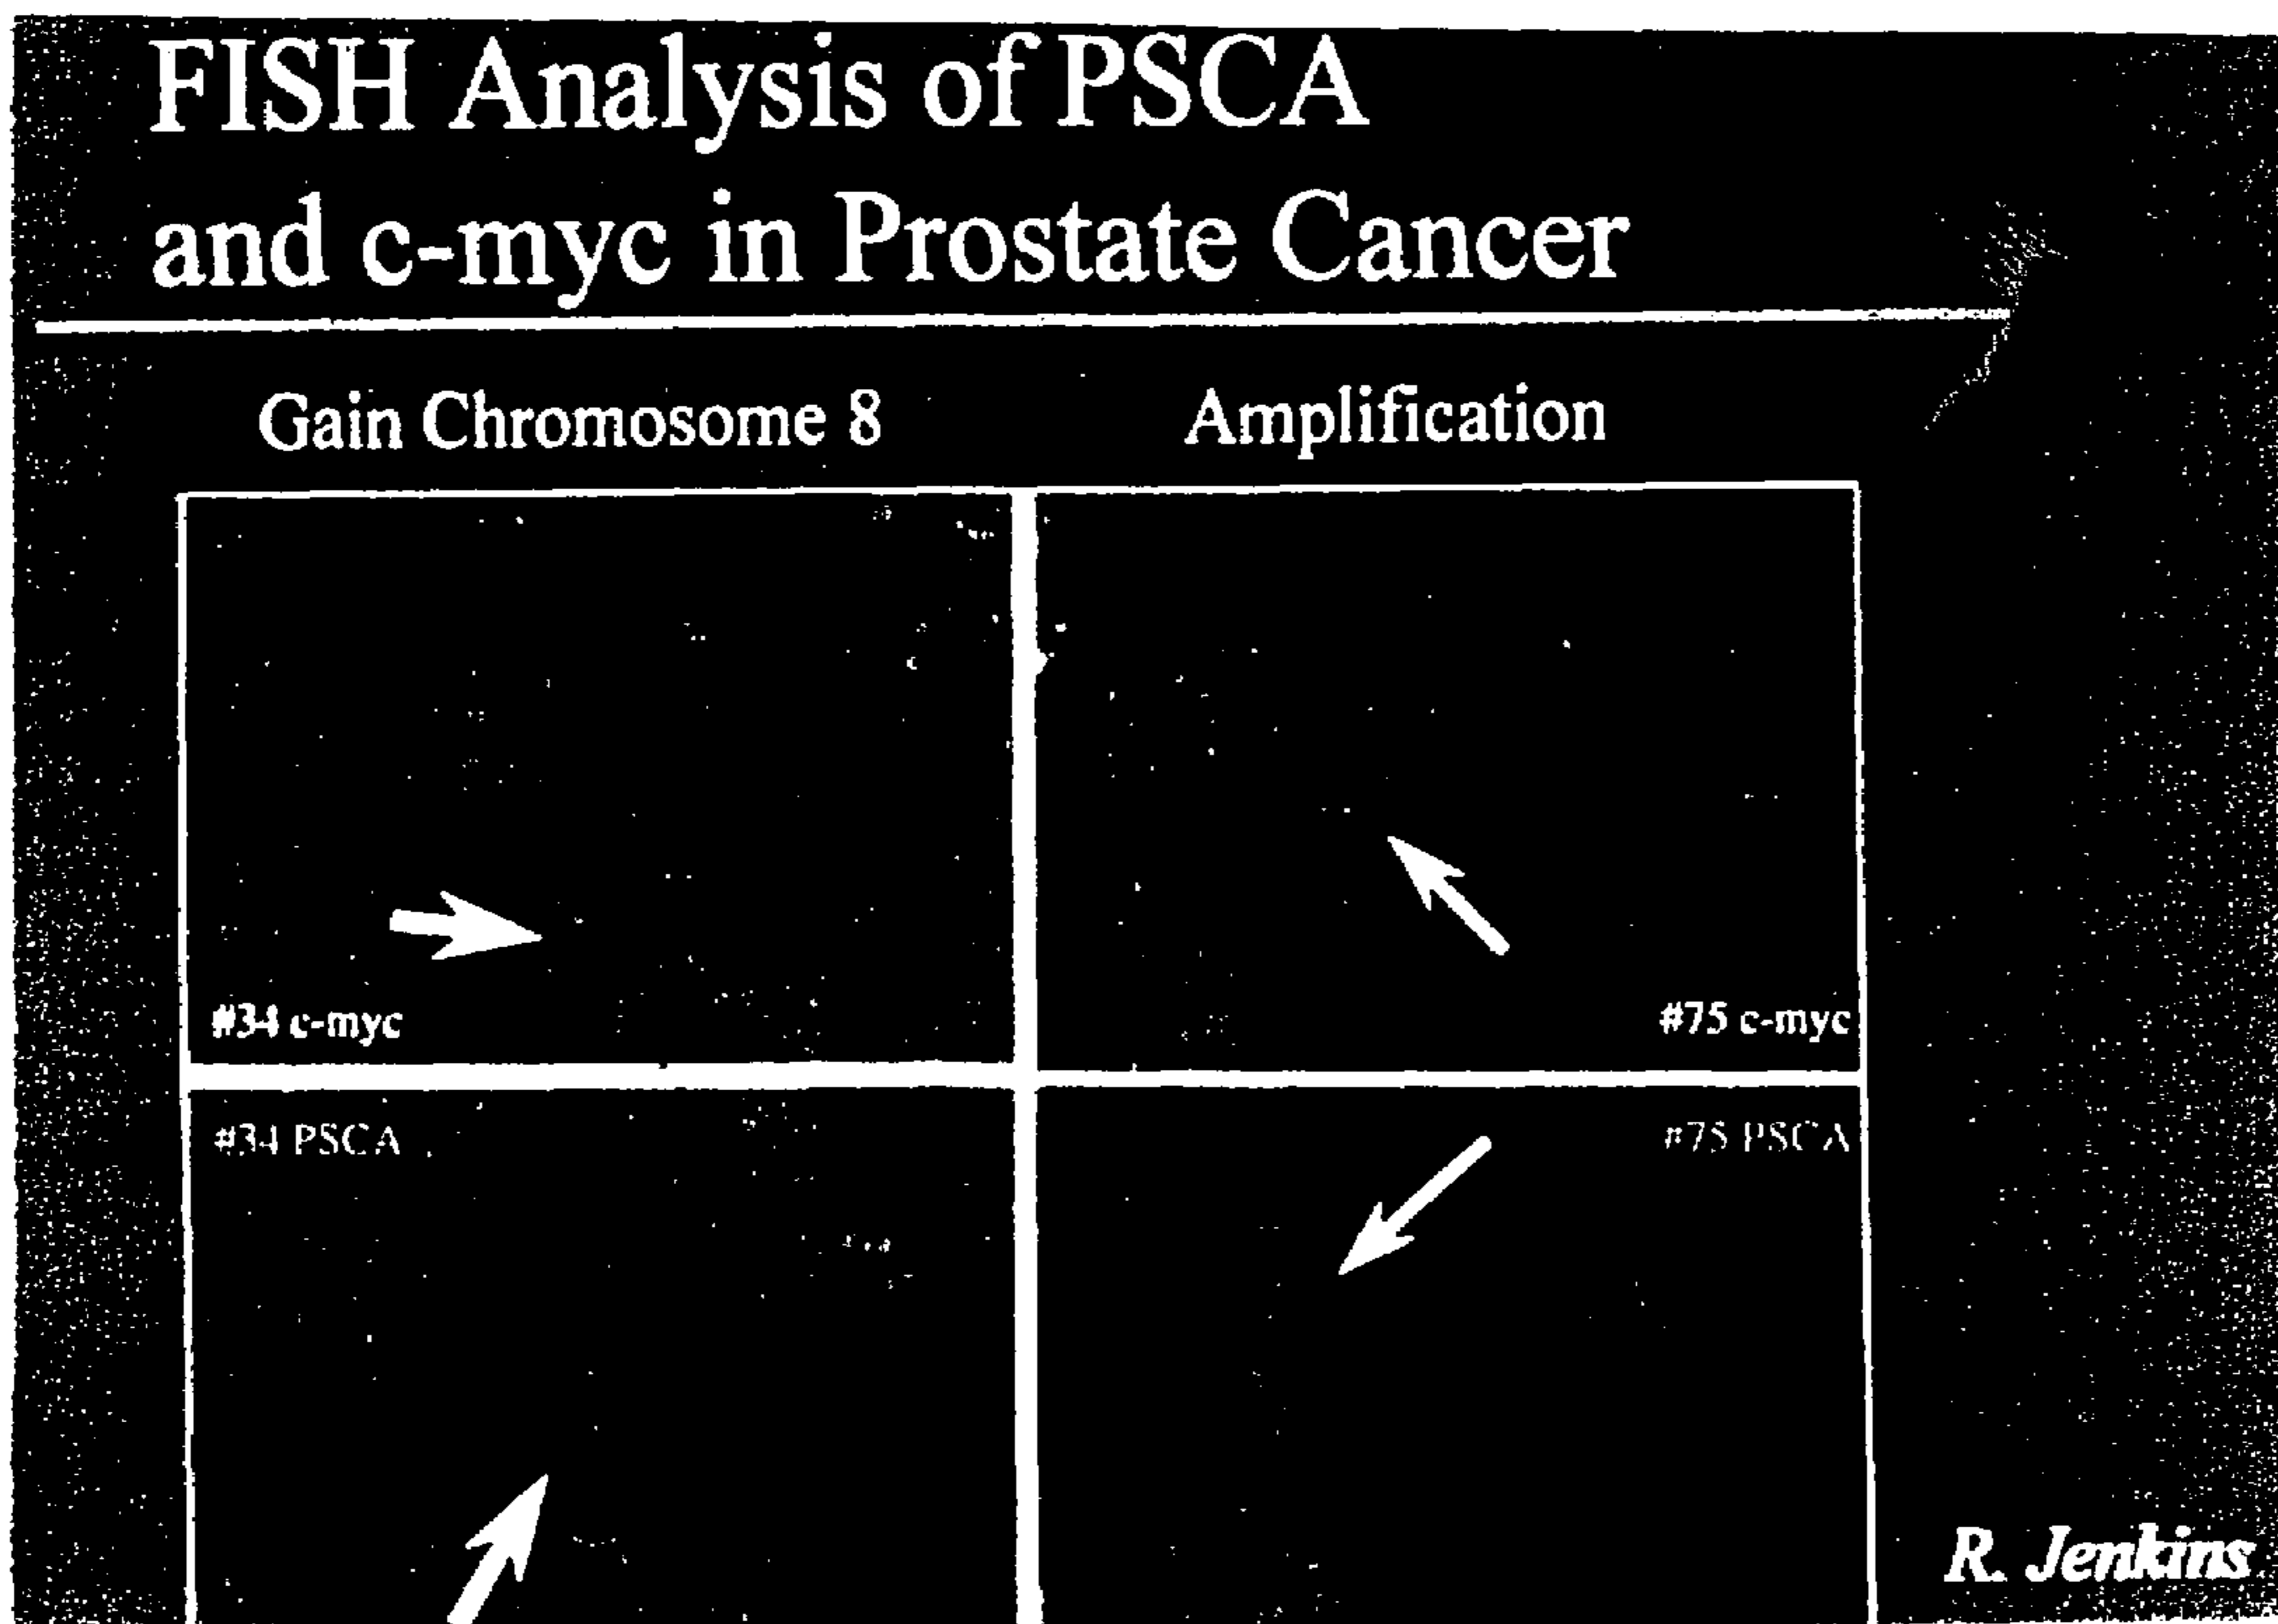 FISH Analysis of PSCA
and c-myc in Prostate Cancer
Gain Chromosome 8
Amplification
#34 c-myc
#75 c-myc
#34 PSCA
#75 PSCA
R. Jenkins